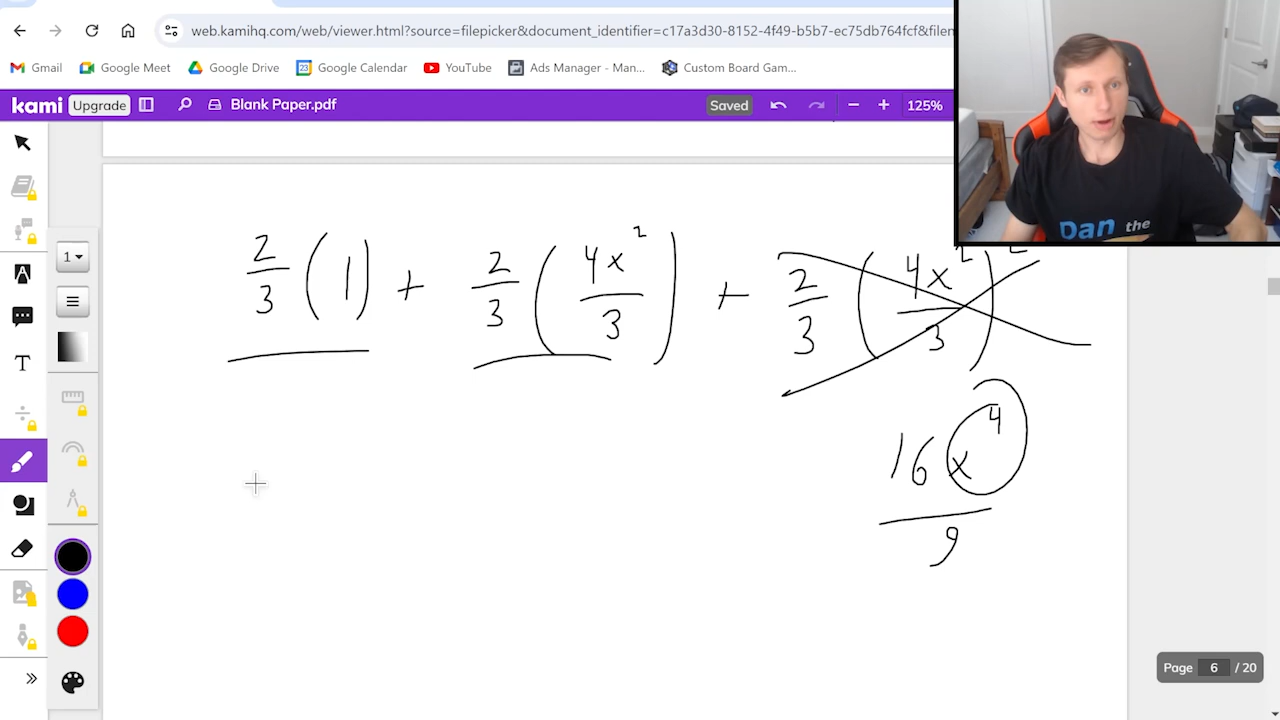 web.kamihq.com/web/viewer.html?source=filepicker&document_identifier=c17a3d30-8152-4f49-b5b7-ec75db764fcf&filen
Gmail Google Meet Google Drive 23 Google Calendar YouTube Ads Manager - Man... Custom Board Gam...
kami Upgrade Blank Paper.pdf Saved 125%
Dan the
1
T
2/3 (1) + 2/3 (4x²/3) + 2/3 (4x²/3)²
16x⁴/9
Page 6 / 20